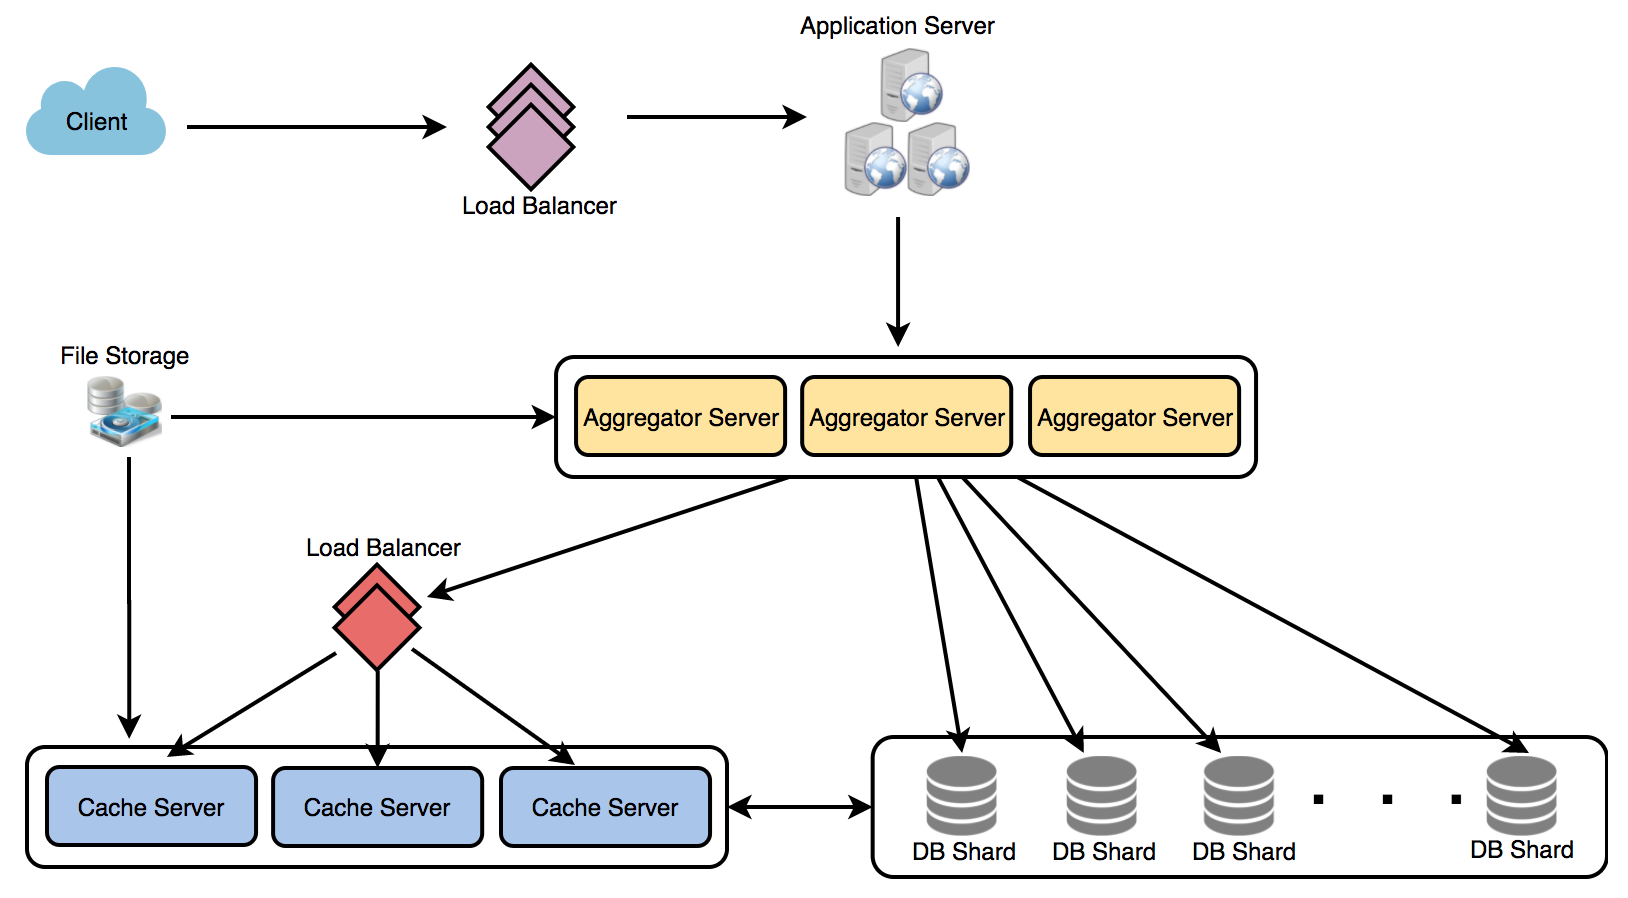 Application Server
Client
Load Balancer
File Storage
Aggregator Server
Aggregator Server
Aggregator Server
Load Balancer
Cache Server
Cache Server
Cache Server
DB Shard
DB Shard
DB Shard
DB Shard